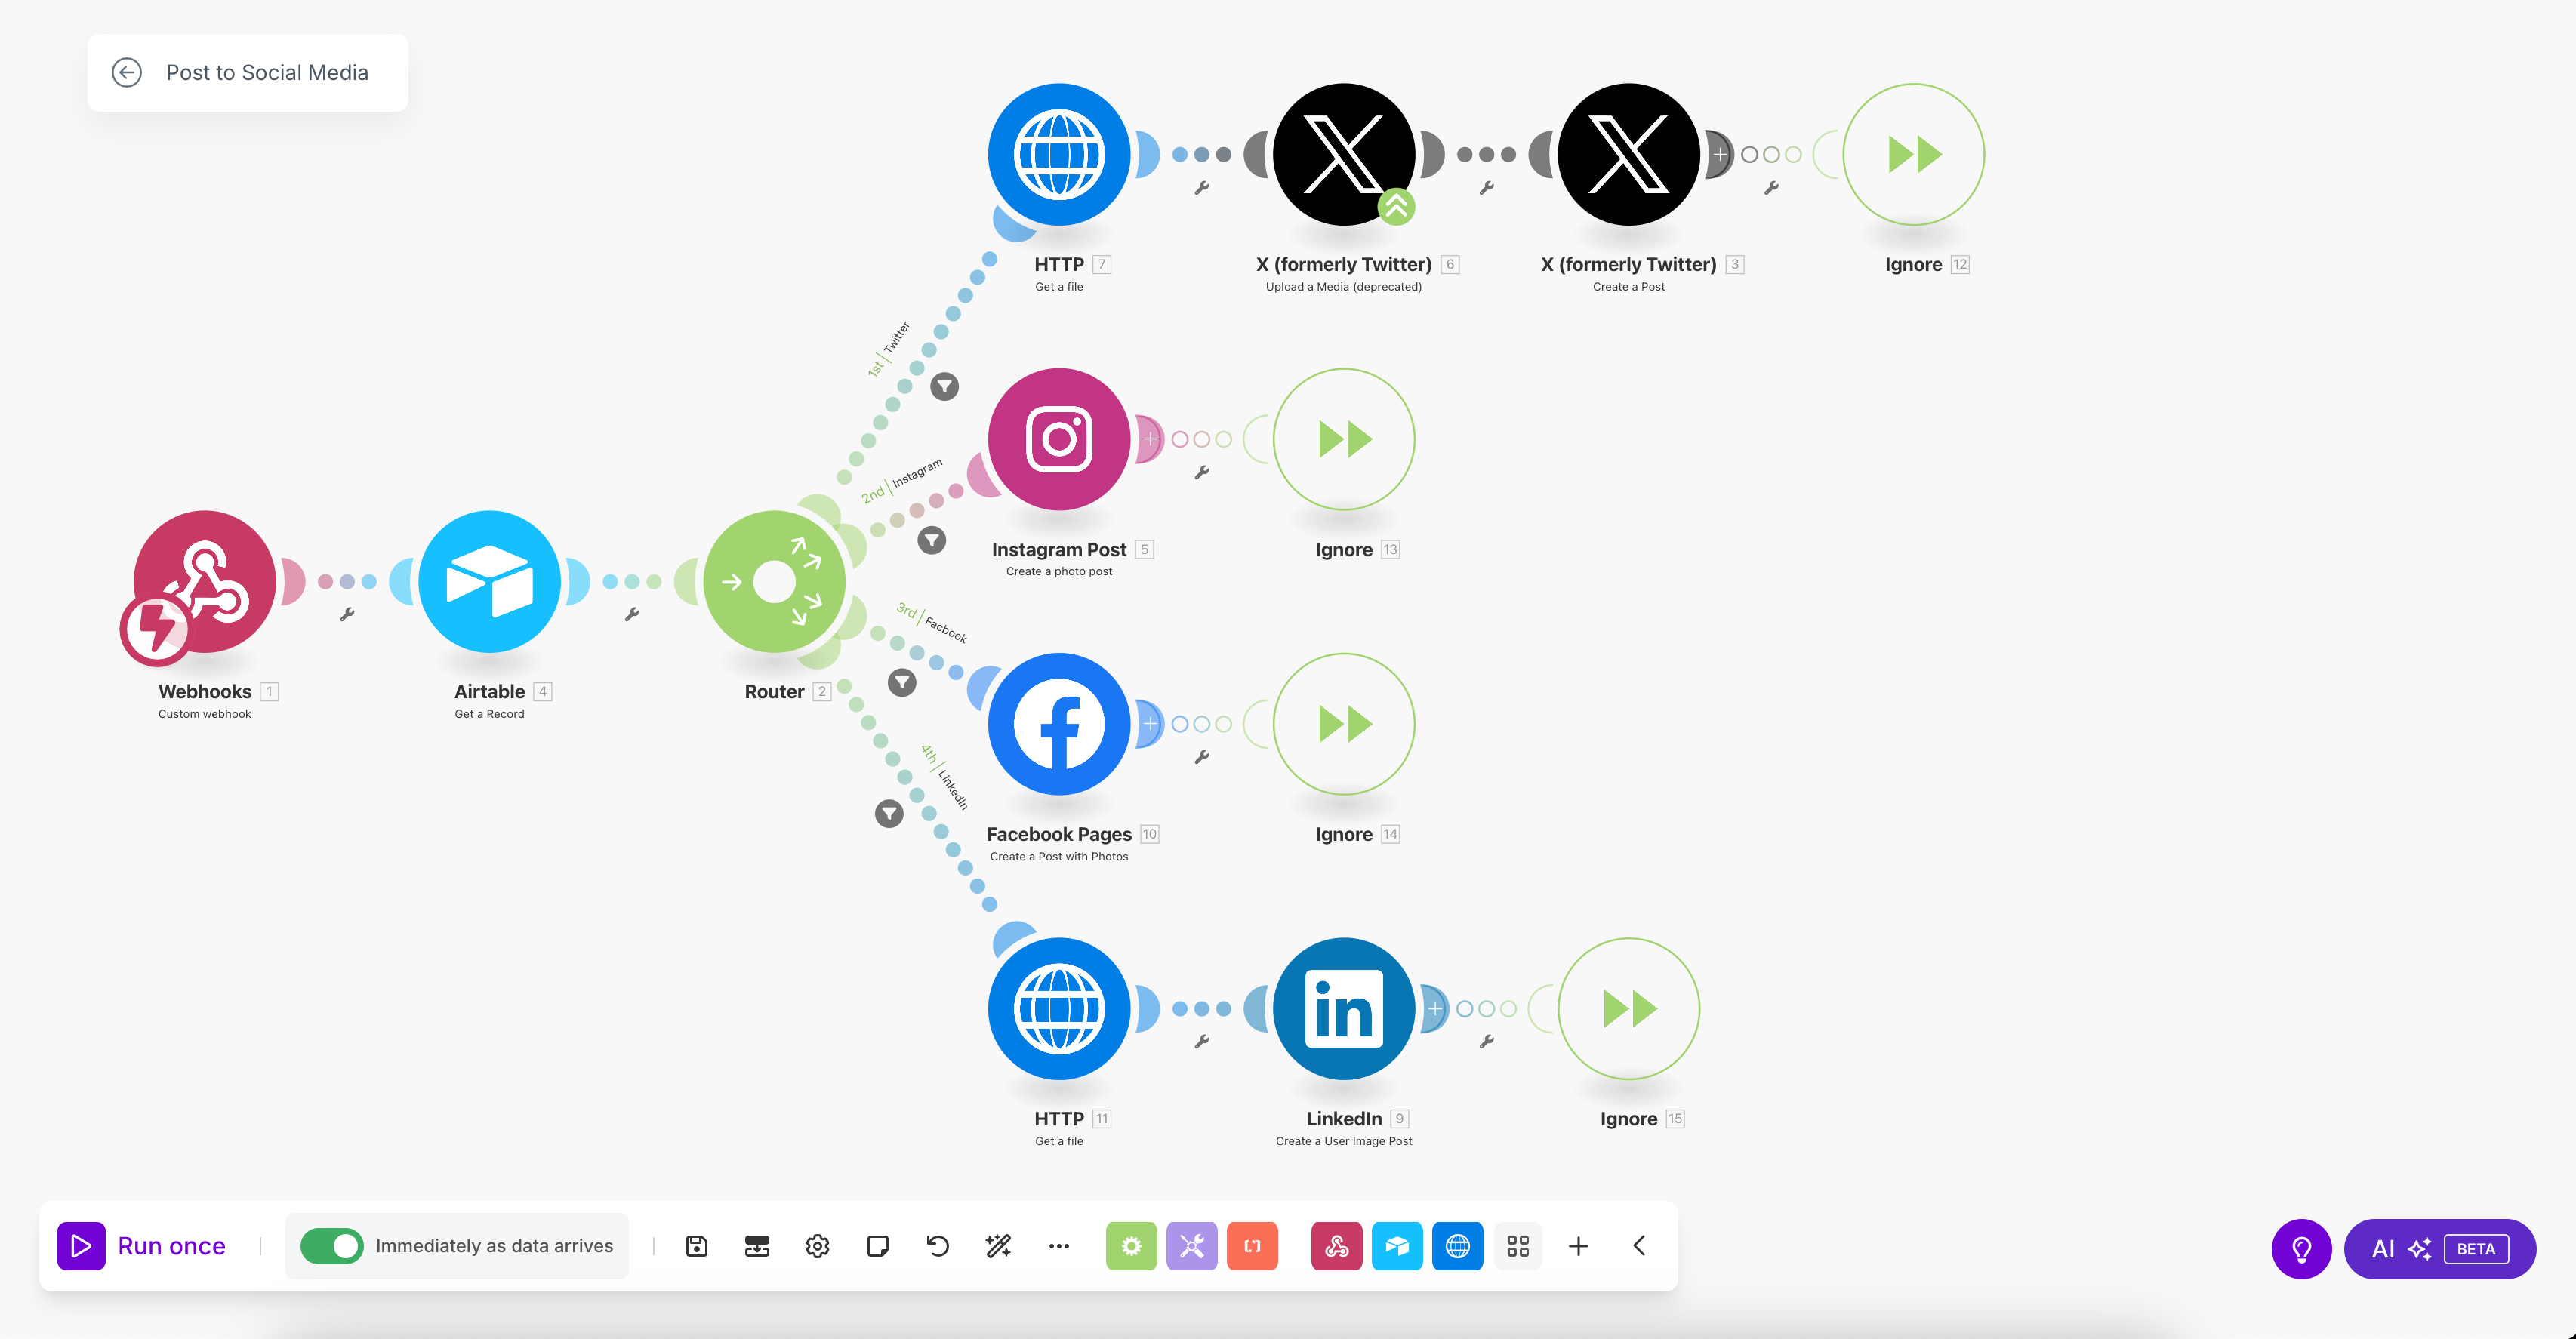 Post to Social Media
HTTP 7
Get a file
X (formerly Twitter) 6
Upload a Media (deprecated)
X (formerly Twitter) 3
Create a Post
Ignore 12
1st | Twitter
2nd | Instagram
Instagram Post 5
Create a photo post
Ignore 13
Webhooks 1
Custom webhook
Airtable 4
Get a Record
Router 2
3rd | Facbook
Facebook Pages 10
Create a Post with Photos
Ignore 14
4th | LinkedIn
HTTP 11
Get a file
LinkedIn 9
Create a User Image Post
Ignore 15
Run once
Immediately as data arrives
AI BETA